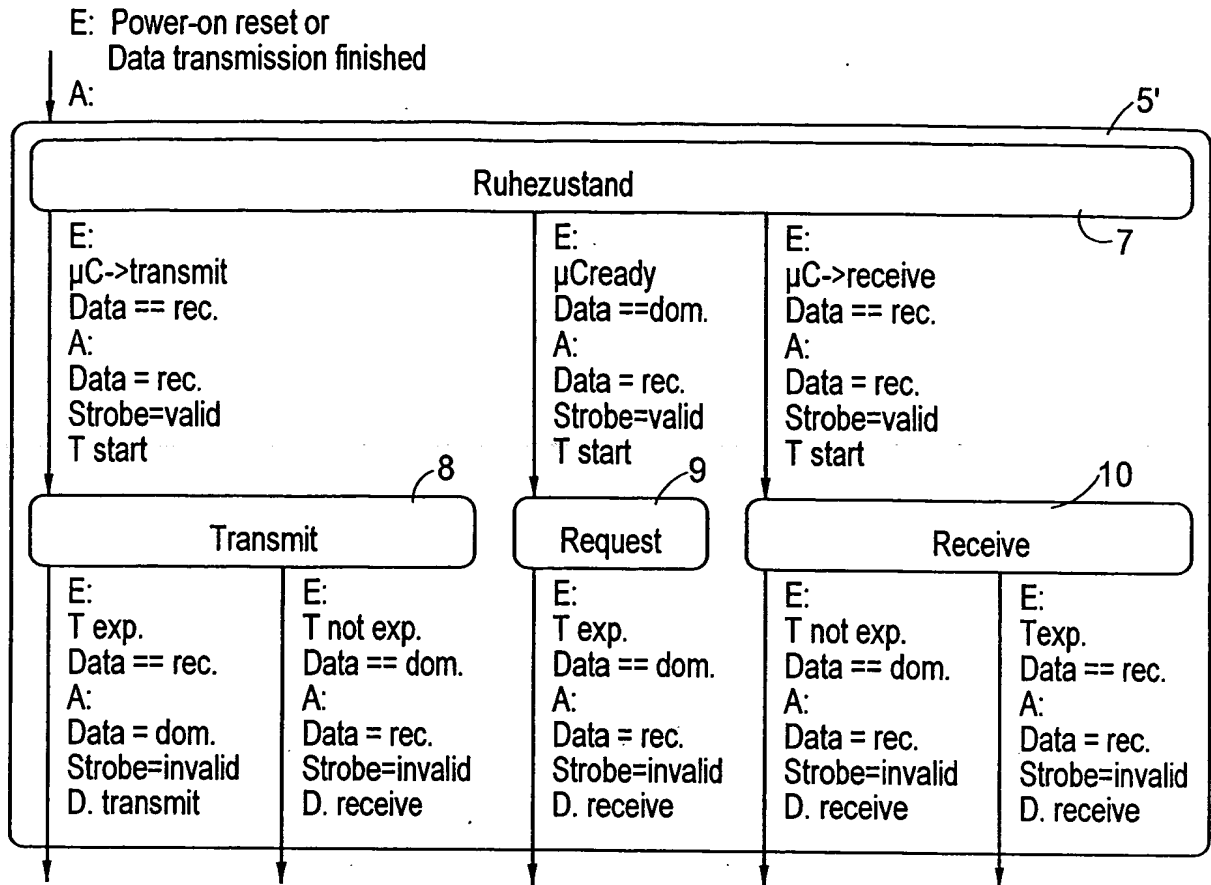 E: Power-on reset or
Data transmission finished
A:
5'
Ruhezustand
7
E:
µC->transmit
Data == rec.
A:
Data = rec.
Strobe=valid
T start
E:
µCready
Data ==dom.
A:
Data = rec.
Strobe=valid
T start
E:
µC->receive
Data == rec.
A:
Data = rec.
Strobe=valid
T start
8
Transmit
9
Request
10
Receive
E:
T exp.
Data == rec.
A:
Data = dom.
Strobe=invalid
D. transmit
E:
T not exp.
Data == dom.
A:
Data = rec.
Strobe=invalid
D. receive
E:
T exp.
Data == dom.
A:
Data = rec.
Strobe=invalid
D. receive
E:
T not exp.
Data == dom.
A:
Data = rec.
Strobe=invalid
D. receive
E:
Texp.
Data == rec.
A:
Data = rec.
Strobe=invalid
D. receive